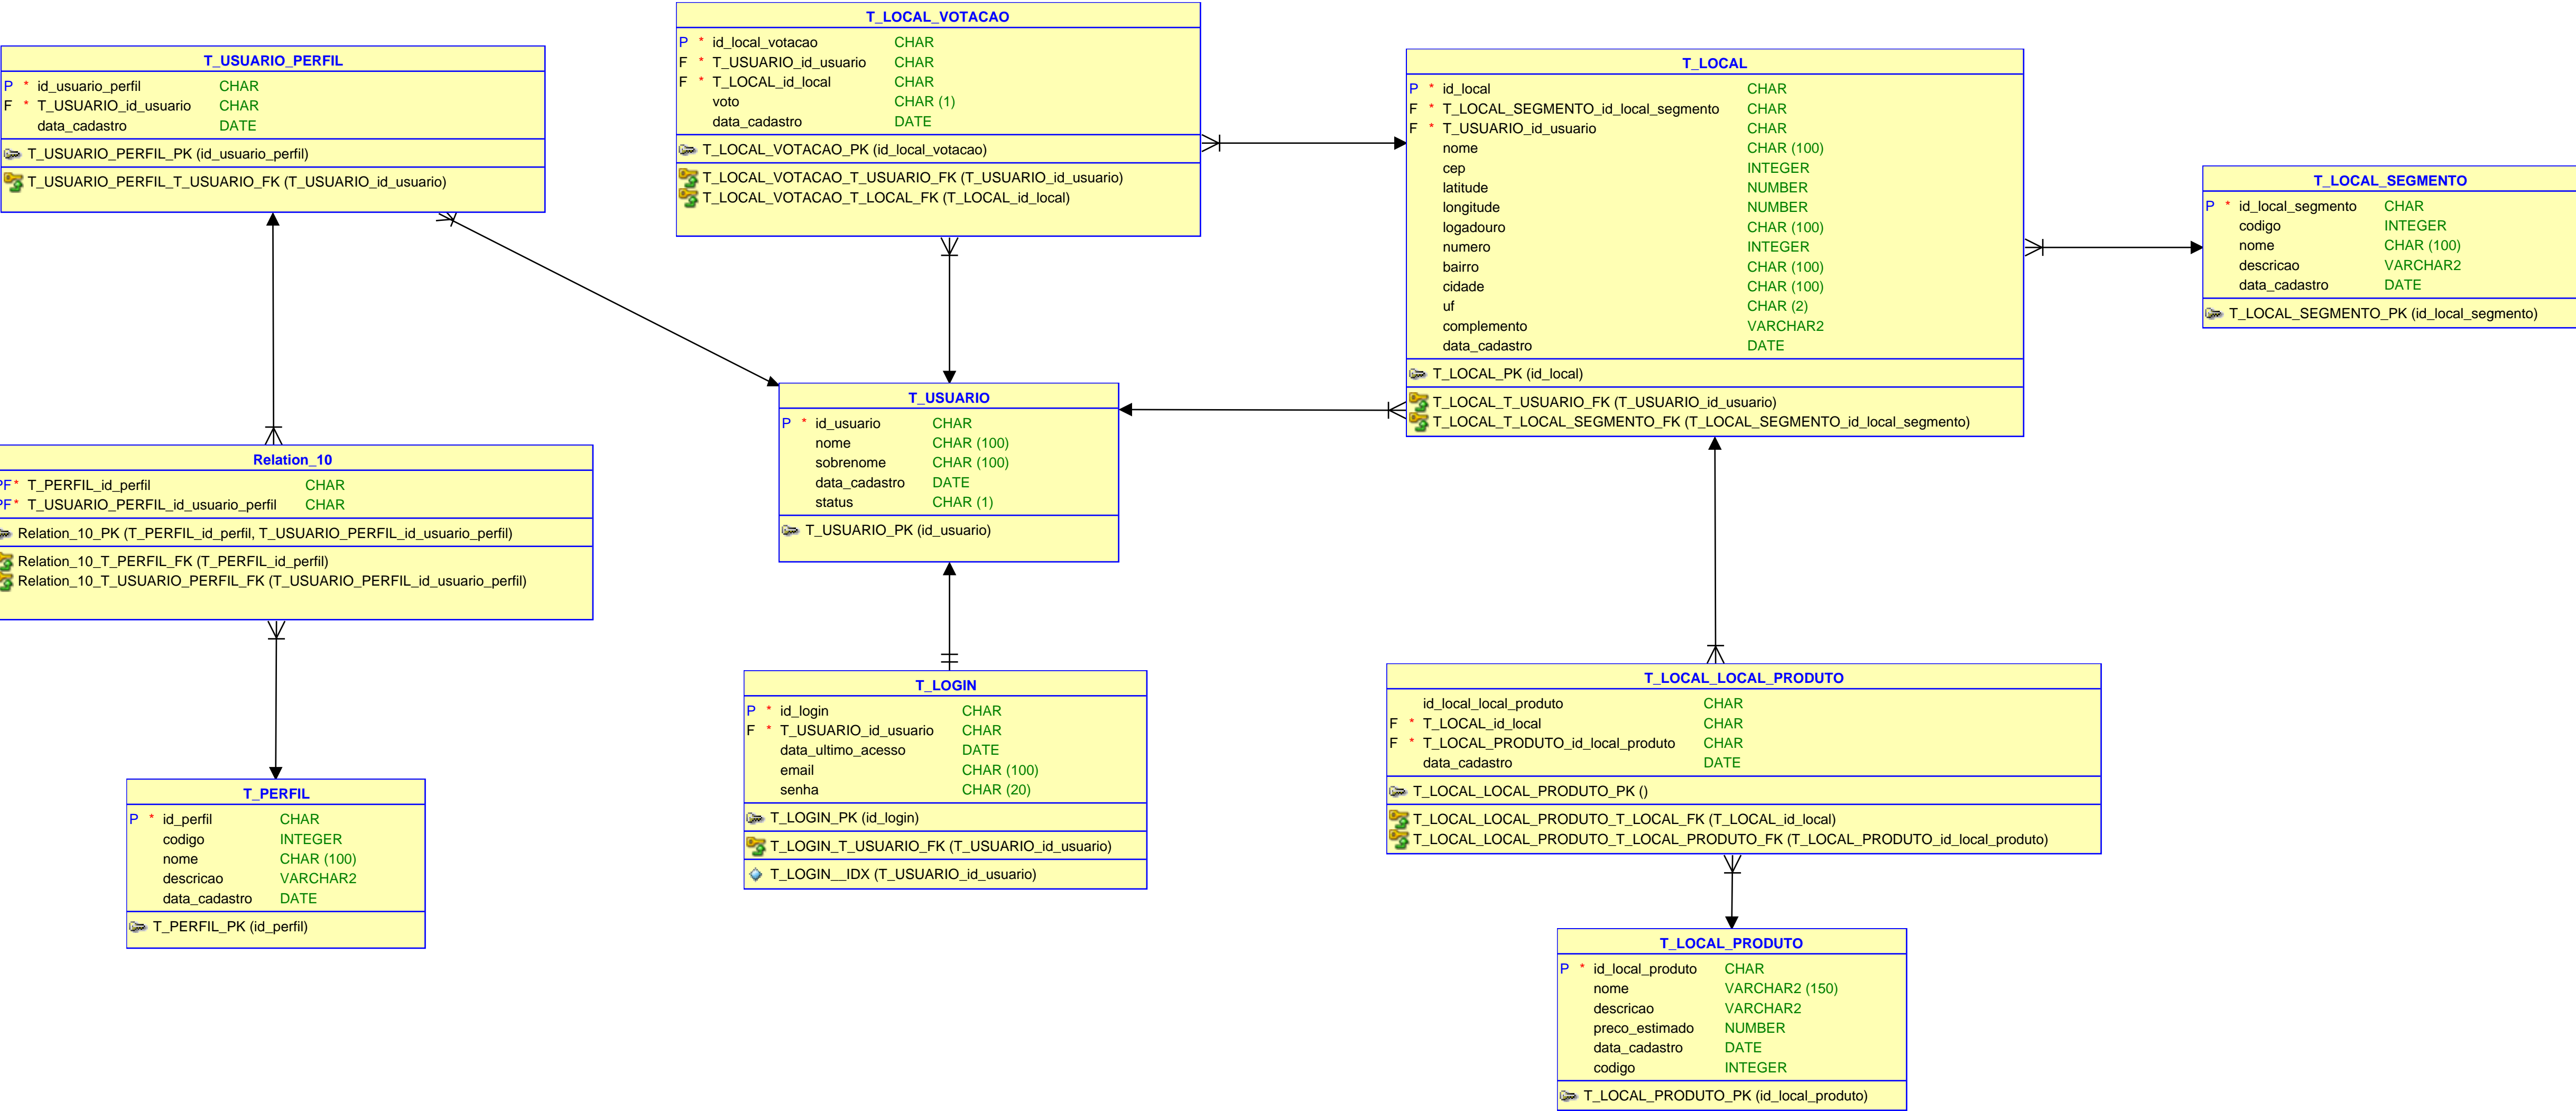 T_USUARIO_PERFIL
P * id_usuario_perfil CHAR
F * T_USUARIO_id_usuario CHAR
data_cadastro DATE
T_USUARIO_PERFIL_PK (id_usuario_perfil)
T_USUARIO_PERFIL_T_USUARIO_FK (T_USUARIO_id_usuario)
T_LOCAL_VOTACAO
P * id_local_votacao CHAR
F * T_USUARIO_id_usuario CHAR
F * T_LOCAL_id_local CHAR
voto CHAR (1)
data_cadastro DATE
T_LOCAL_VOTACAO_PK (id_local_votacao)
T_LOCAL_VOTACAO_T_USUARIO_FK (T_USUARIO_id_usuario)
T_LOCAL_VOTACAO_T_LOCAL_FK (T_LOCAL_id_local)
T_LOCAL
P * id_local CHAR
F * T_LOCAL_SEGMENTO_id_local_segmento CHAR
F * T_USUARIO_id_usuario CHAR
nome CHAR (100)
cep INTEGER
latitude NUMBER
longitude NUMBER
logadouro CHAR (100)
numero INTEGER
bairro CHAR (100)
cidade CHAR (100)
uf CHAR (2)
complemento VARCHAR2
data_cadastro DATE
T_LOCAL_PK (id_local)
T_LOCAL_T_USUARIO_FK (T_USUARIO_id_usuario)
T_LOCAL_T_LOCAL_SEGMENTO_FK (T_LOCAL_SEGMENTO_id_local_segmento)
T_LOCAL_SEGMENTO
P * id_local_segmento CHAR
codigo INTEGER
nome CHAR (100)
descricao VARCHAR2
data_cadastro DATE
T_LOCAL_SEGMENTO_PK (id_local_segmento)
Relation_10
PF* T_PERFIL_id_perfil CHAR
PF* T_USUARIO_PERFIL_id_usuario_perfil CHAR
Relation_10_PK (T_PERFIL_id_perfil, T_USUARIO_PERFIL_id_usuario_perfil)
Relation_10_T_PERFIL_FK (T_PERFIL_id_perfil)
Relation_10_T_USUARIO_PERFIL_FK (T_USUARIO_PERFIL_id_usuario_perfil)
T_USUARIO
P * id_usuario CHAR
nome CHAR (100)
sobrenome CHAR (100)
data_cadastro DATE
status CHAR (1)
T_USUARIO_PK (id_usuario)
T_PERFIL
P * id_perfil CHAR
codigo INTEGER
nome CHAR (100)
descricao VARCHAR2
data_cadastro DATE
T_PERFIL_PK (id_perfil)
T_LOGIN
P * id_login CHAR
F * T_USUARIO_id_usuario CHAR
data_ultimo_acesso DATE
email CHAR (100)
senha CHAR (20)
T_LOGIN_PK (id_login)
T_LOGIN_T_USUARIO_FK (T_USUARIO_id_usuario)
T_LOGIN__IDX (T_USUARIO_id_usuario)
T_LOCAL_LOCAL_PRODUTO
id_local_local_produto CHAR
F * T_LOCAL_id_local CHAR
F * T_LOCAL_PRODUTO_id_local_produto CHAR
data_cadastro DATE
T_LOCAL_LOCAL_PRODUTO_PK ()
T_LOCAL_LOCAL_PRODUTO_T_LOCAL_FK (T_LOCAL_id_local)
T_LOCAL_LOCAL_PRODUTO_T_LOCAL_PRODUTO_FK (T_LOCAL_PRODUTO_id_local_produto)
T_LOCAL_PRODUTO
P * id_local_produto CHAR
nome VARCHAR2 (150)
descricao VARCHAR2
preco_estimado NUMBER
data_cadastro DATE
codigo INTEGER
T_LOCAL_PRODUTO_PK (id_local_produto)